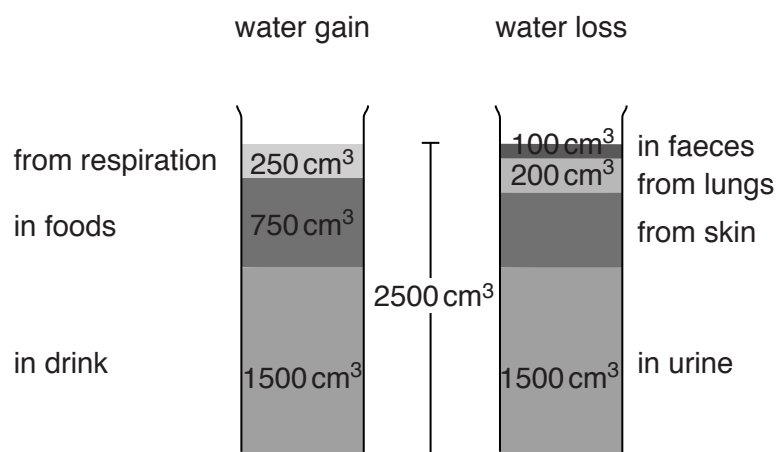 water gain
water loss
from respiration
250 cm³
100 cm³
in faeces
200 cm³
from lungs
in foods
750 cm³
from skin
2500 cm³
in drink
1500 cm³
1500 cm³
in urine